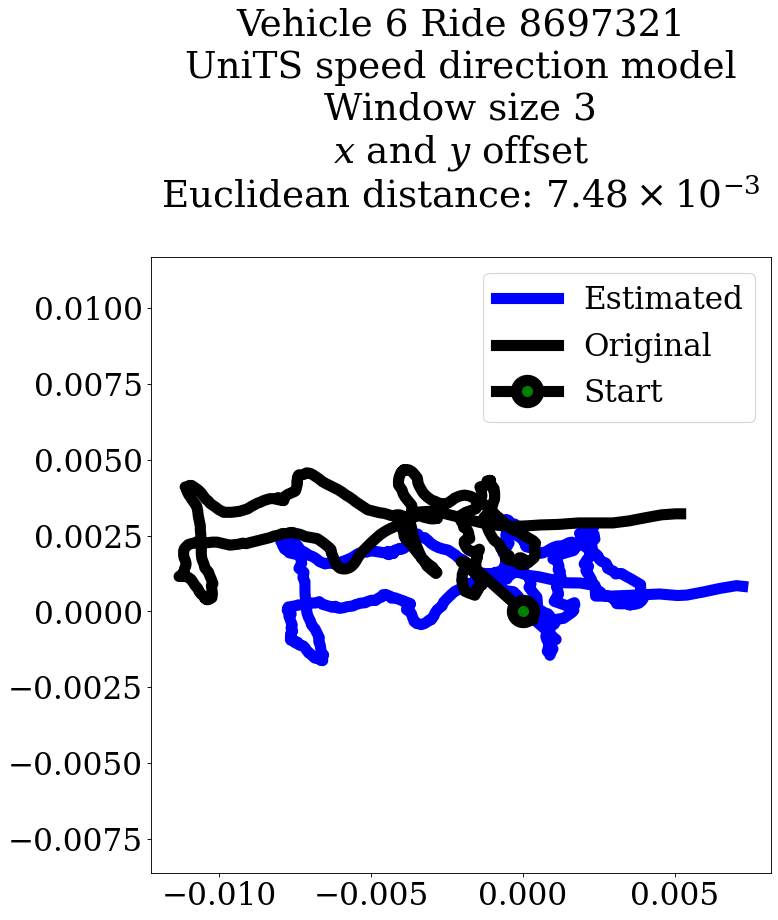 Vehicle 6 Ride 8697321
UniTS speed direction model
Window size 3
x and y offset
Euclidean distance: 7.48 × 10⁻³
Estimated
Original
Start
0.0100
0.0075
0.0050
0.0025
0.0000
−0.0025
−0.0050
−0.0075
−0.010 −0.005 0.000 0.005